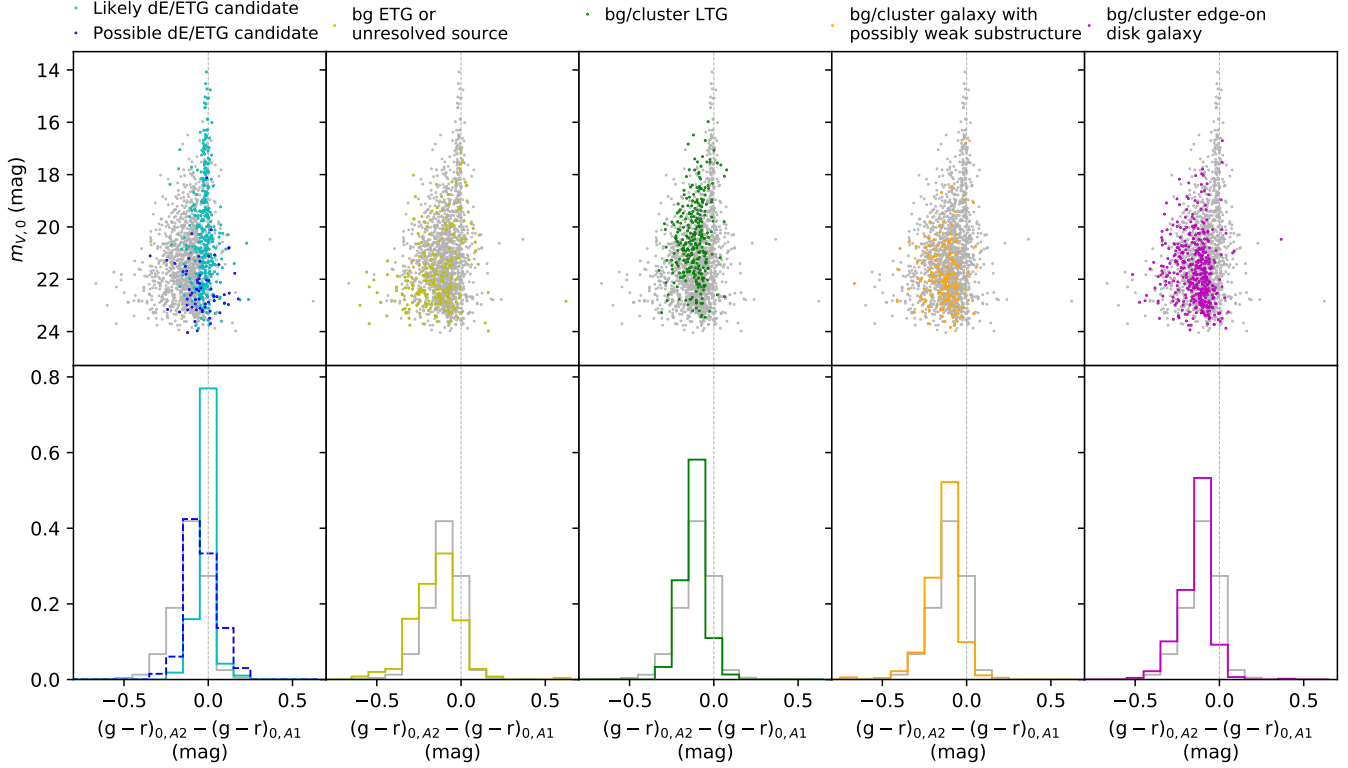 Likely dE/ETG candidate
Possible dE/ETG candidate
bg ETG or
unresolved source
bg/cluster LTG
bg/cluster galaxy with
possibly weak substructure
bg/cluster edge-on
disk galaxy
14
16
18
20
22
24
m_{V,0} (mag)
0.8
0.6
0.4
0.2
0.0
−0.5 0.0 0.5
−0.5 0.0 0.5
−0.5 0.0 0.5
−0.5 0.0 0.5
−0.5 0.0 0.5
(g − r)_{0,A2} − (g − r)_{0,A1}
(mag)
(g − r)_{0,A2} − (g − r)_{0,A1}
(mag)
(g − r)_{0,A2} − (g − r)_{0,A1}
(mag)
(g − r)_{0,A2} − (g − r)_{0,A1}
(mag)
(g − r)_{0,A2} − (g − r)_{0,A1}
(mag)